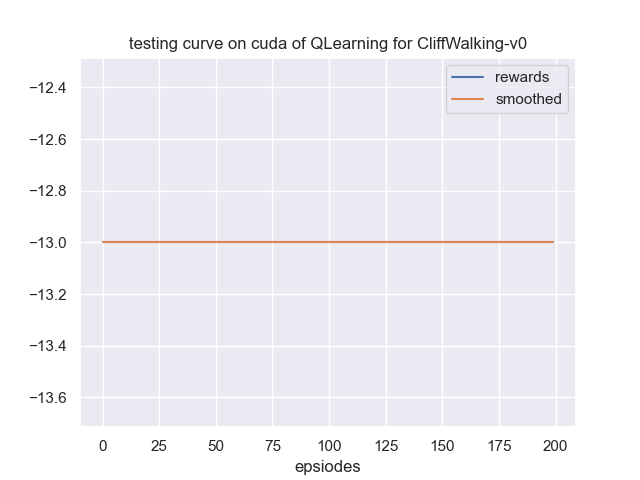 testing curve on cuda of QLearning for CliffWalking-v0
rewards
smoothed
−12.4
−12.6
−12.8
−13.0
−13.2
−13.4
−13.6
0 25 50 75 100 125 150 175 200
epsiodes